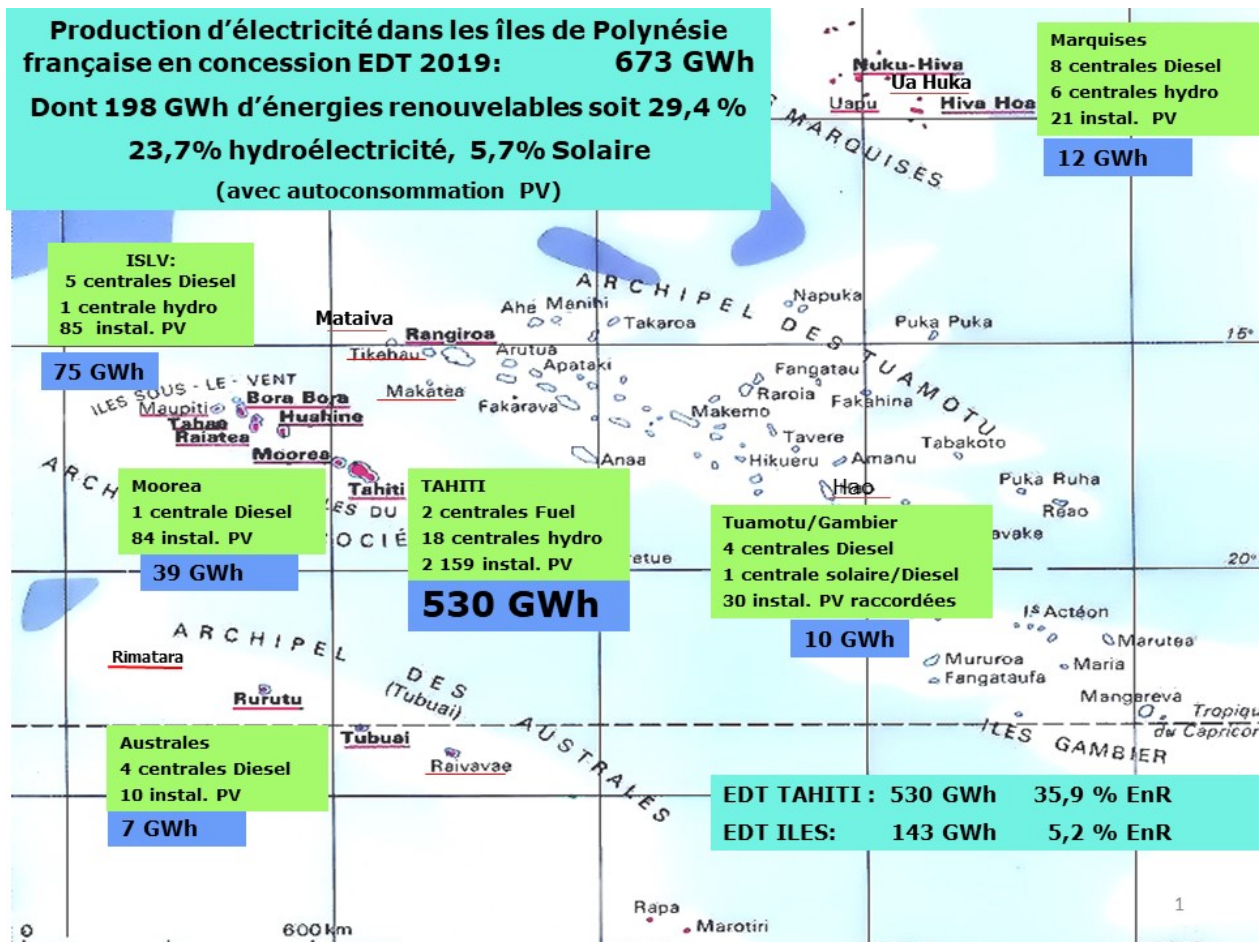 Production d’électricité dans les îles de Polynésie
française en concession EDT 2019: 673 GWh
Dont 198 GWh d’énergies renouvelables soit 29,4 %
23,7% hydroélectricité, 5,7% Solaire
(avec autoconsommation PV)
Nuku-Hiva
Ua Huka
Uapu
Hiva Hoa
MARQUISES
Marquises
8 centrales Diesel
6 centrales hydro
21 instal. PV
12 GWh
ISLV:
5 centrales Diesel
1 centrale hydro
85 instal. PV
75 GWh
ARCHIPEL DES TUAMOTU
Napuka
Ahe
Manihi
Takaroa
Puka Puka
Mataiva
Rangiroa
15°
Tikehau
Arutua
Apataki
Fangatau
Makatea
Fakarava
Raroia
Fakahina
Makemo
ILES SOUS-LE-VENT
Bora Bora
Maupiti
Huahine
Tahaa
Raiatea
Tavere
Tabakoto
Moorea
Anaa
Hikueru
Amanu
Tahiti
Hao
Puka Ruha
Reao
Moorea
1 centrale Diesel
84 instal. PV
39 GWh
TAHITI
2 centrales Fuel
18 centrales hydro
2 159 instal. PV
530 GWh
Tuamotu/Gambier
4 centrales Diesel
1 centrale solaire/Diesel
30 instal. PV raccordées
10 GWh
ARCH
LES DU
OCIÉ
retue
avake
20°
Is Actéon
Marutea
Mururoa
Maria
Fangataufa
Mangareva
Tropique
du Capricor
ILES GAMBIER
ARCHIPEL DES AUSTRALES
(Tubuai)
Rimatara
Rurutu
Tubuai
Raivavae
Australes
4 centrales Diesel
10 instal. PV
7 GWh
EDT TAHITI : 530 GWh 35,9 % EnR
EDT ILES: 143 GWh 5,2 % EnR
Rapa
Marotiri
0
600 km
1